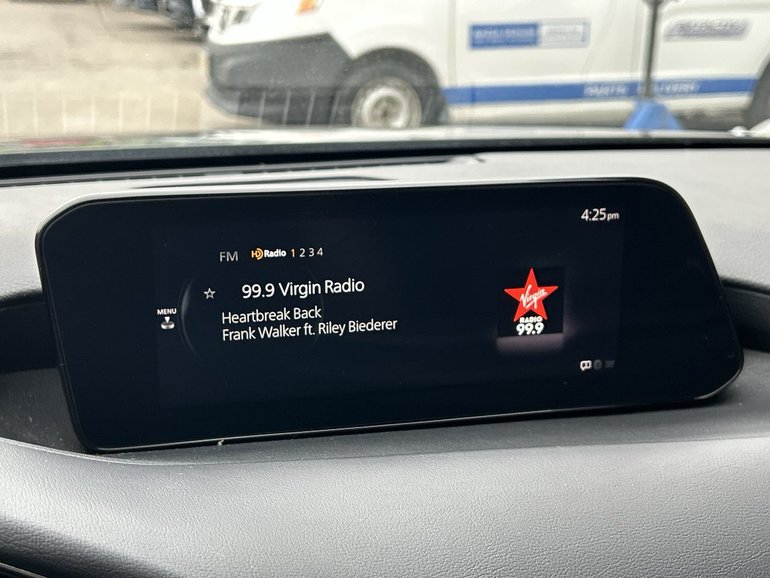 4:25pm
FM HD Radio 1 2 3 4
☆ 99.9 Virgin Radio
MENU
Heartbreak Back
Frank Walker ft. Riley Biederer
Virgin
RADIO
99.9